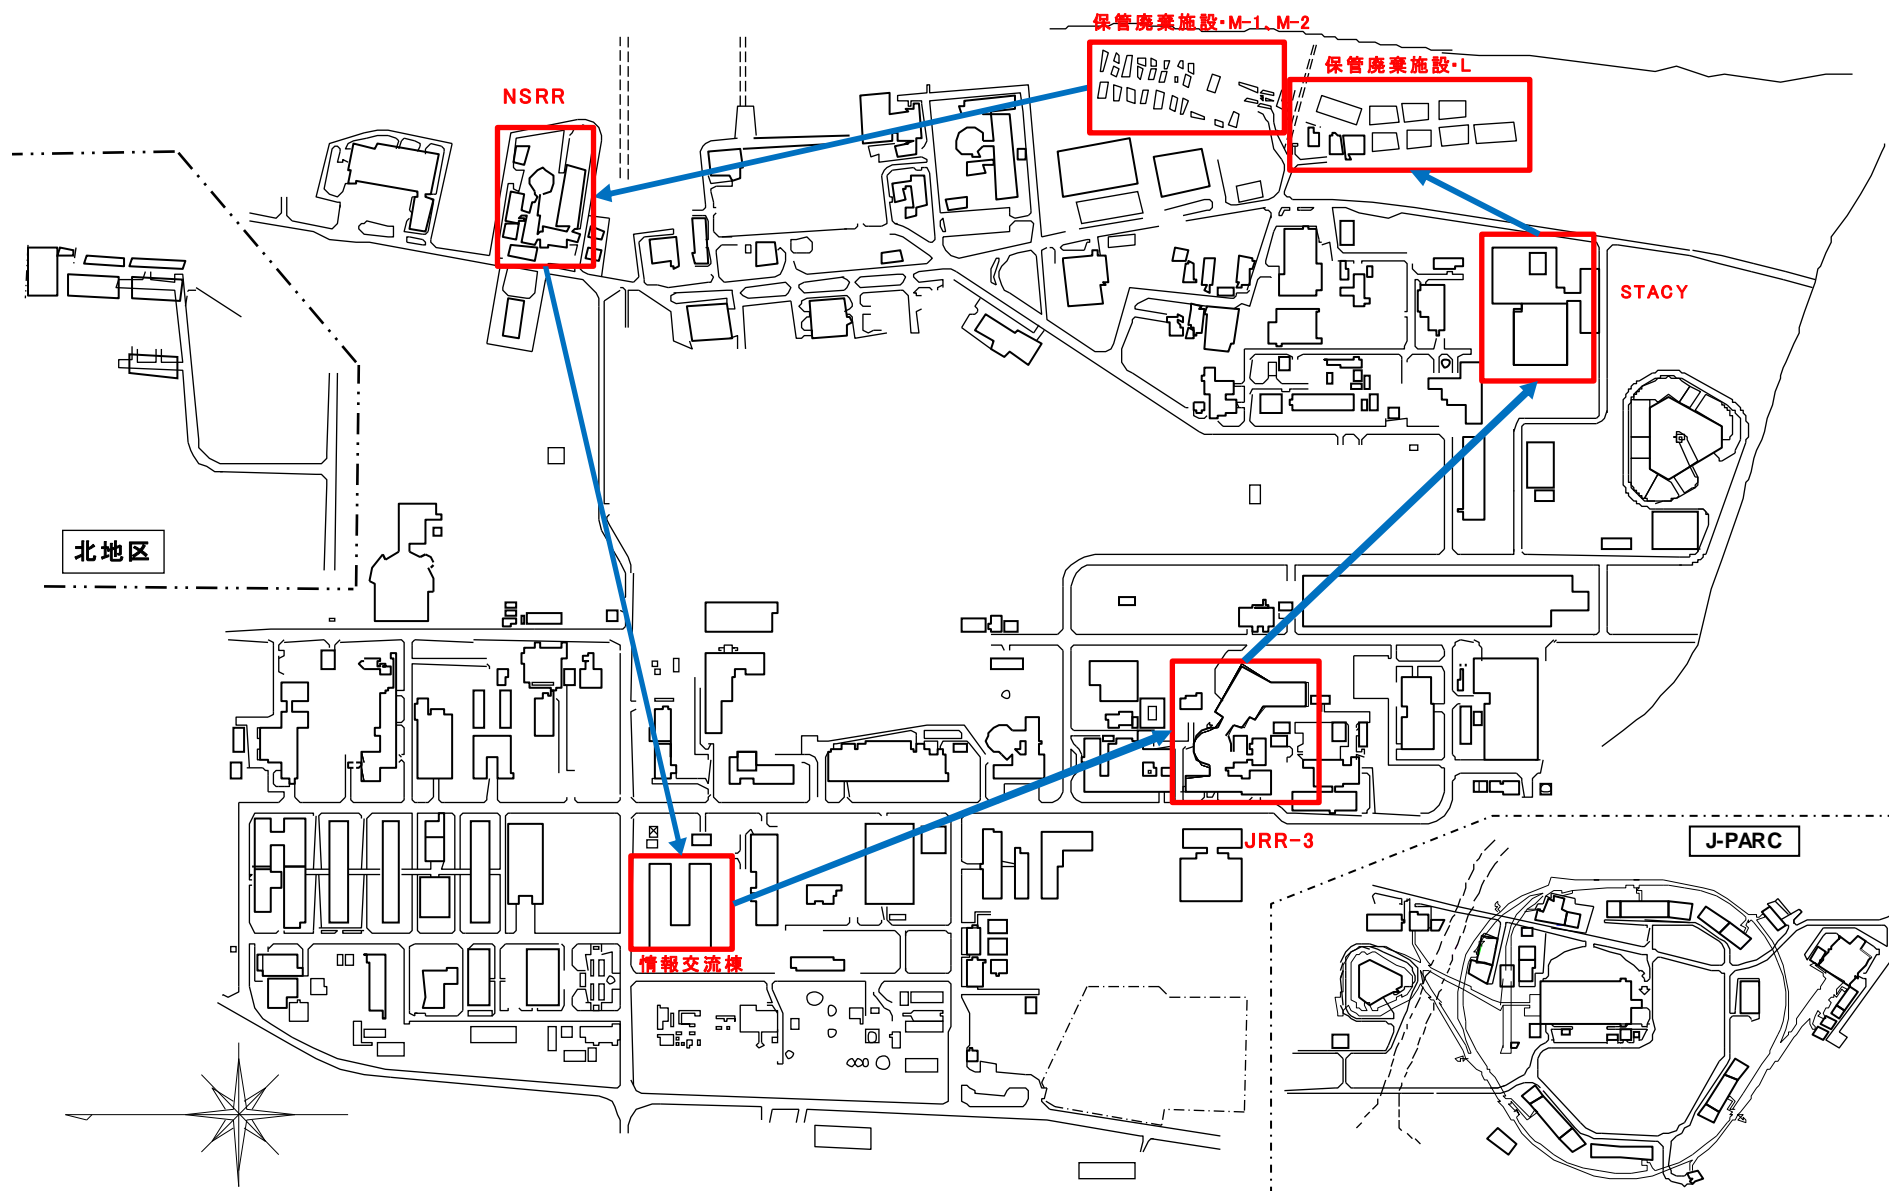 保管廃棄施設・M-1、M-2
保管廃棄施設・L
NSRR
STACY
北地区
JRR-3
J-PARC
情報交流棟